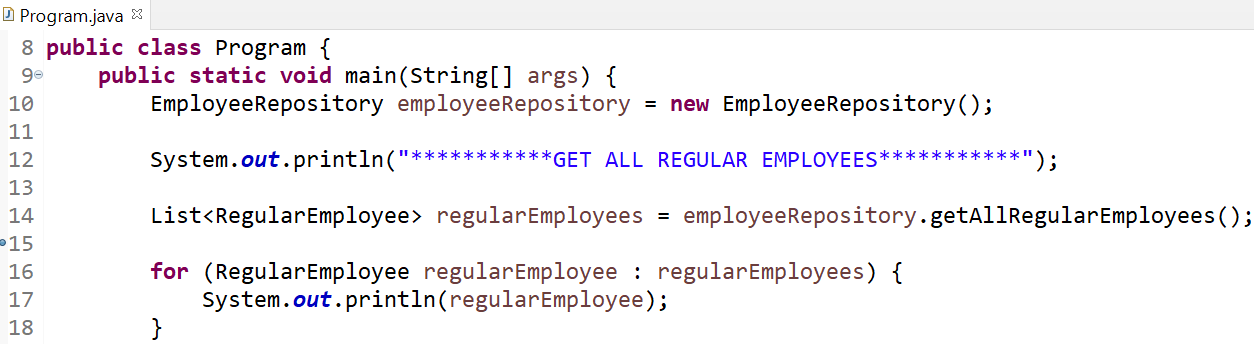 Program.java
8 public class Program {
9 public static void main(String[] args) {
10 EmployeeRepository employeeRepository = new EmployeeRepository();
11
12 System.out.println("***********GET ALL REGULAR EMPLOYEES***********");
13
14 List<RegularEmployee> regularEmployees = employeeRepository.getAllRegularEmployees();
15
16 for (RegularEmployee regularEmployee : regularEmployees) {
17 System.out.println(regularEmployee);
18 }